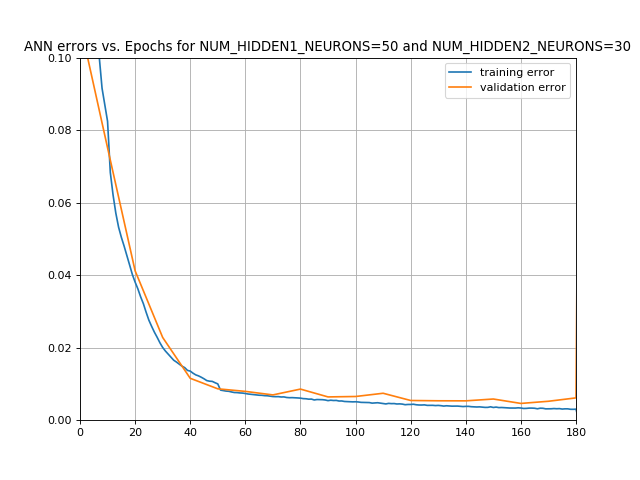 ANN errors vs. Epochs for NUM_HIDDEN1_NEURONS=50 and NUM_HIDDEN2_NEURONS=30
training error
validation error
0.10
0.08
0.06
0.04
0.02
0.00
0 20 40 60 80 100 120 140 160 180